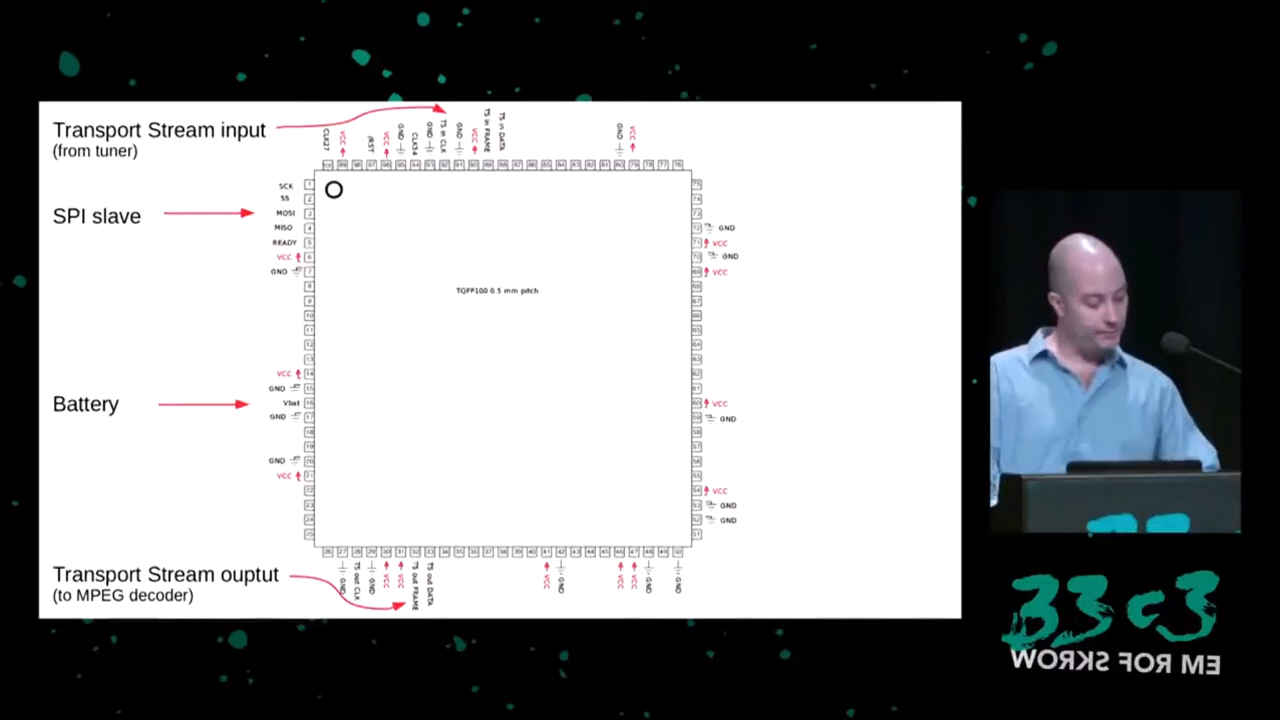 Transport Stream input
(from tuner)
SPI slave
Battery
Transport Stream ouptut
(to MPEG decoder)
CLK27
VCC
/RST
VCC
GND
CLK54
GND
TS in CLK
GND
VCC
TS in FRAME
TS in DATA
GND
VCC
SCK
SS
MOSI
MISO
READY
VCC
GND
VCC
GND
Vbat
GND
GND
VCC
TQFP100 0.5 mm pitch
GND
VCC
GND
VCC
VCC
GND
VCC
GND
GND
GND
TS out CLK
GND
VCC
VCC
TS out FRAME
TS out DATA
VCC
GND
VCC
VCC
GND
GND
33c3
WORKS FOR ME